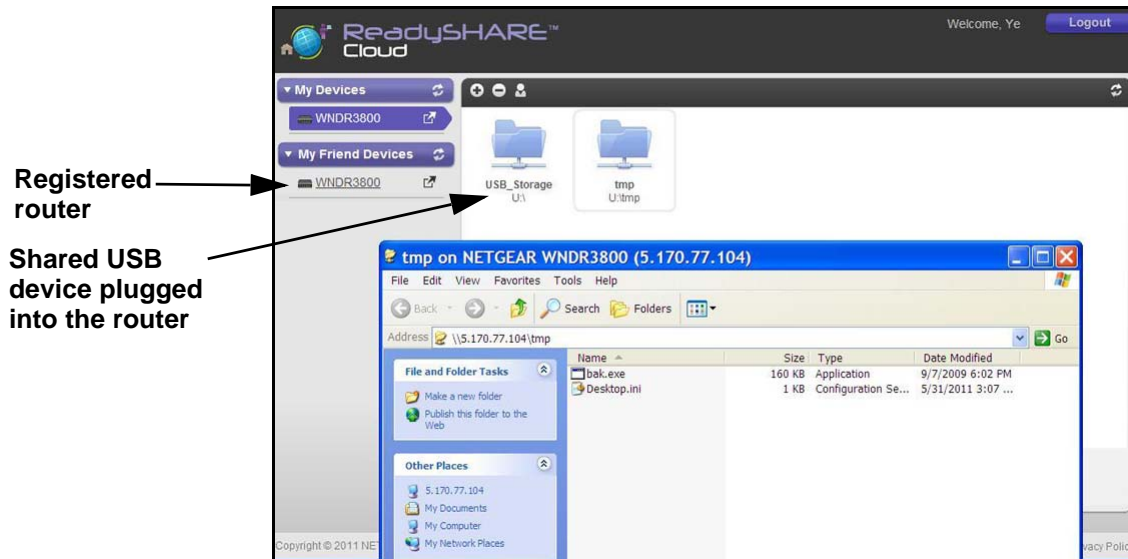 ReadySHARE™
Cloud
Welcome, Ye
Logout
My Devices
WNDR3800
My Friend Devices
WNDR3800
USB_Storage
U:\
tmp
U:\tmp
Registered
router
Shared USB
device plugged
into the router
tmp on NETGEAR WNDR3800 (5.170.77.104)
File Edit View Favorites Tools Help
Back Search Folders
Address \\5.170.77.104\tmp Go
Name Size Type Date Modified
bak.exe 160 KB Application 9/7/2009 6:02 PM
Desktop.ini 1 KB Configuration Se... 5/31/2011 3:07 ...
File and Folder Tasks
Make a new folder
Publish this folder to the
Web
Other Places
5.170.77.104
My Documents
My Computer
My Network Places
Copyright © 2011 NE
vacy Polic